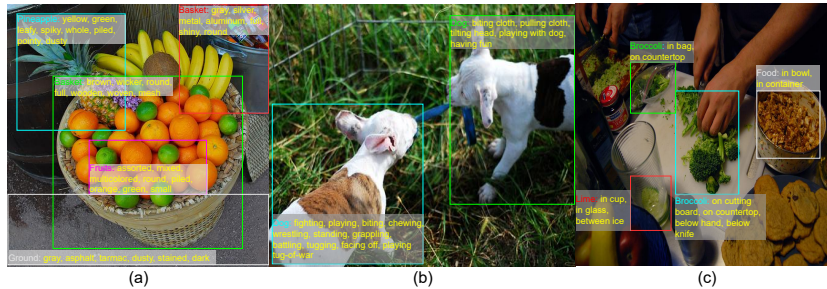 Pineapple: yellow, green,
leafy, spiky, whole, piled,
pointy, dusty
Basket: gray, silver,
metal, aluminum, full,
shiny, round
brown, wicker, round,
full, wooden, woven, mesh
Fruits: assorted, mixed,
multicolored, round, piled,
orange, green, small
Ground: gray, asphalt, tarmac, dusty, stained, dark
(a)
biting cloth, pulling cloth,
tilting head, playing with dog,
having fun
fighting, playing, biting, chewing,
wrestling, standing, grappling,
battling, tugging, facing off, playing
tug-of-war
(b)
Broccoli: in bag,
on countertop
Food: in bowl,
in container
in cup,
in glass,
between ice
Broccoli: on cutting
board, on countertop,
below hand, below
knife
(c)